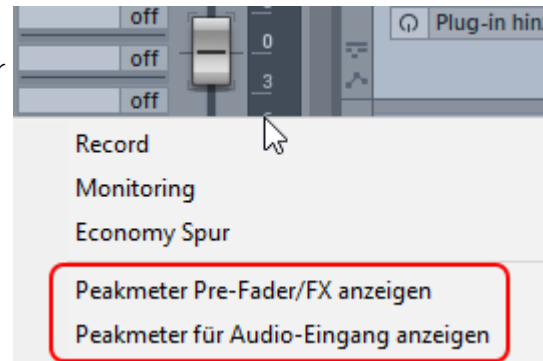 off
off
off
0
3
Plug-in hin
Record
Monitoring
Economy Spur
Peakmeter Pre-Fader/FX anzeigen
Peakmeter für Audio-Eingang anzeigen